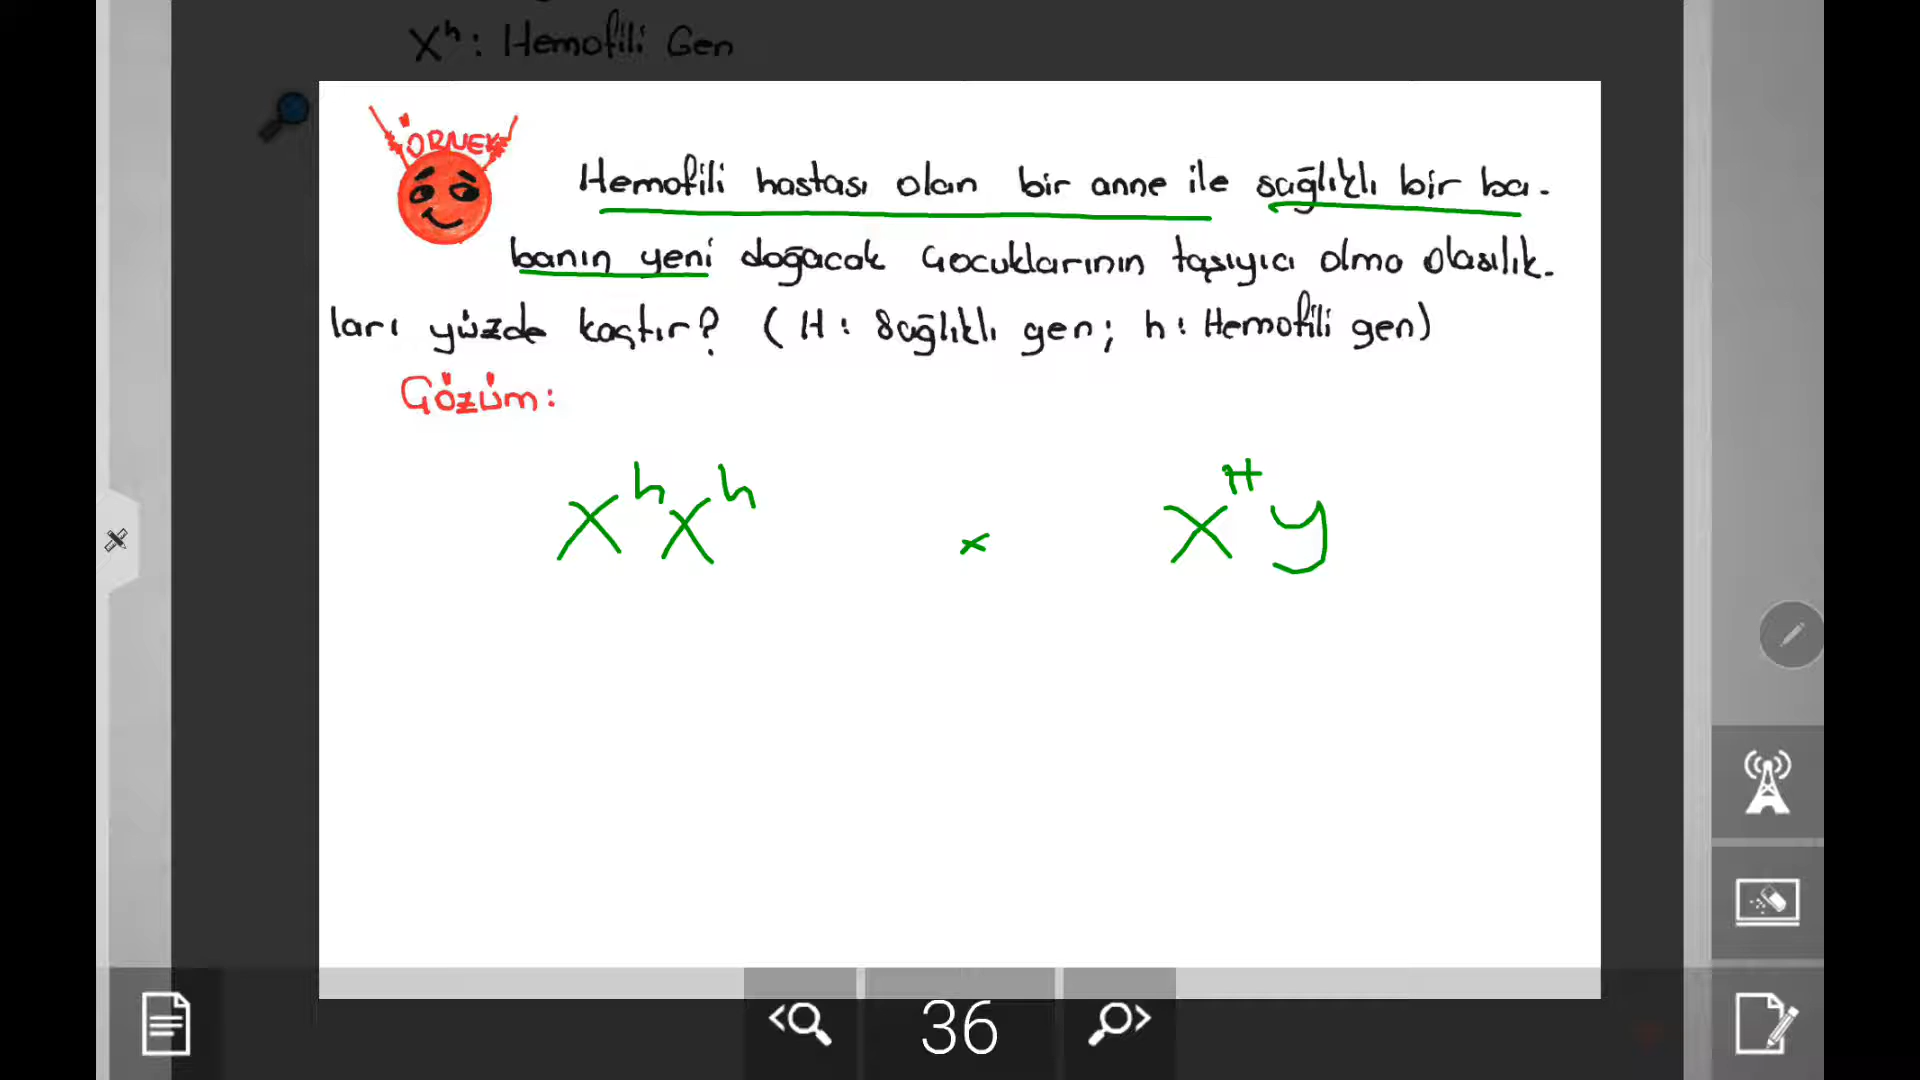 Xʰ: Hemofili Gen
ÖRNEK
Hemofili hastası olan bir anne ile sağlıklı bir ba-
banın yeni doğacak çocuklarının taşıyıcı olma olasılık-
ları yüzde kaçtır? (H: Sağlıklı gen; h: Hemofili gen)
Çözüm:
XʰXʰ x Xᴴy
36